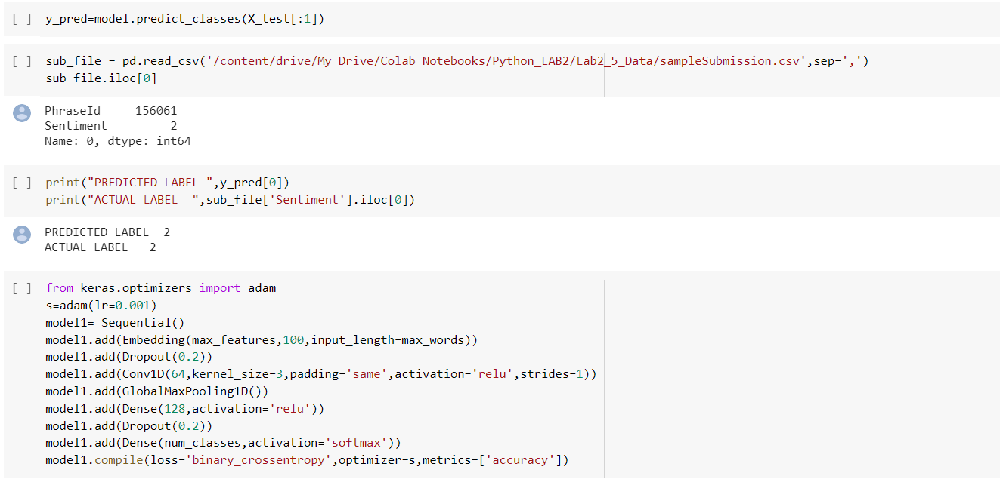 [ ] y_pred=model.predict_classes(X_test[:1])
[ ] sub_file = pd.read_csv('/content/drive/My Drive/Colab Notebooks/Python_LAB2/Lab2_5_Data/sampleSubmission.csv',sep=',')
sub_file.iloc[0]
PhraseId     156061
Sentiment         2
Name: 0, dtype: int64
[ ] print("PREDICTED LABEL ",y_pred[0])
print("ACTUAL LABEL  ",sub_file['Sentiment'].iloc[0])
PREDICTED LABEL  2
ACTUAL LABEL   2
[ ] from keras.optimizers import adam
s=adam(lr=0.001)
model1= Sequential()
model1.add(Embedding(max_features,100,input_length=max_words))
model1.add(Dropout(0.2))
model1.add(Conv1D(64,kernel_size=3,padding='same',activation='relu',strides=1))
model1.add(GlobalMaxPooling1D())
model1.add(Dense(128,activation='relu'))
model1.add(Dropout(0.2))
model1.add(Dense(num_classes,activation='softmax'))
model1.compile(loss='binary_crossentropy',optimizer=s,metrics=['accuracy'])